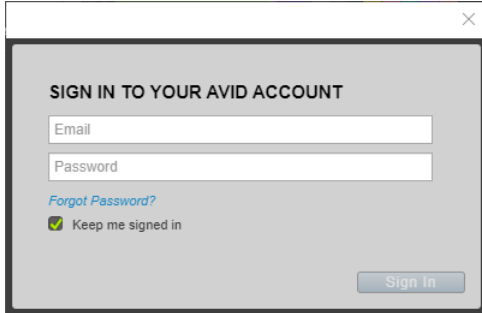 SIGN IN TO YOUR AVID ACCOUNT
Email
Password
Forgot Password?
Keep me signed in
Sign In